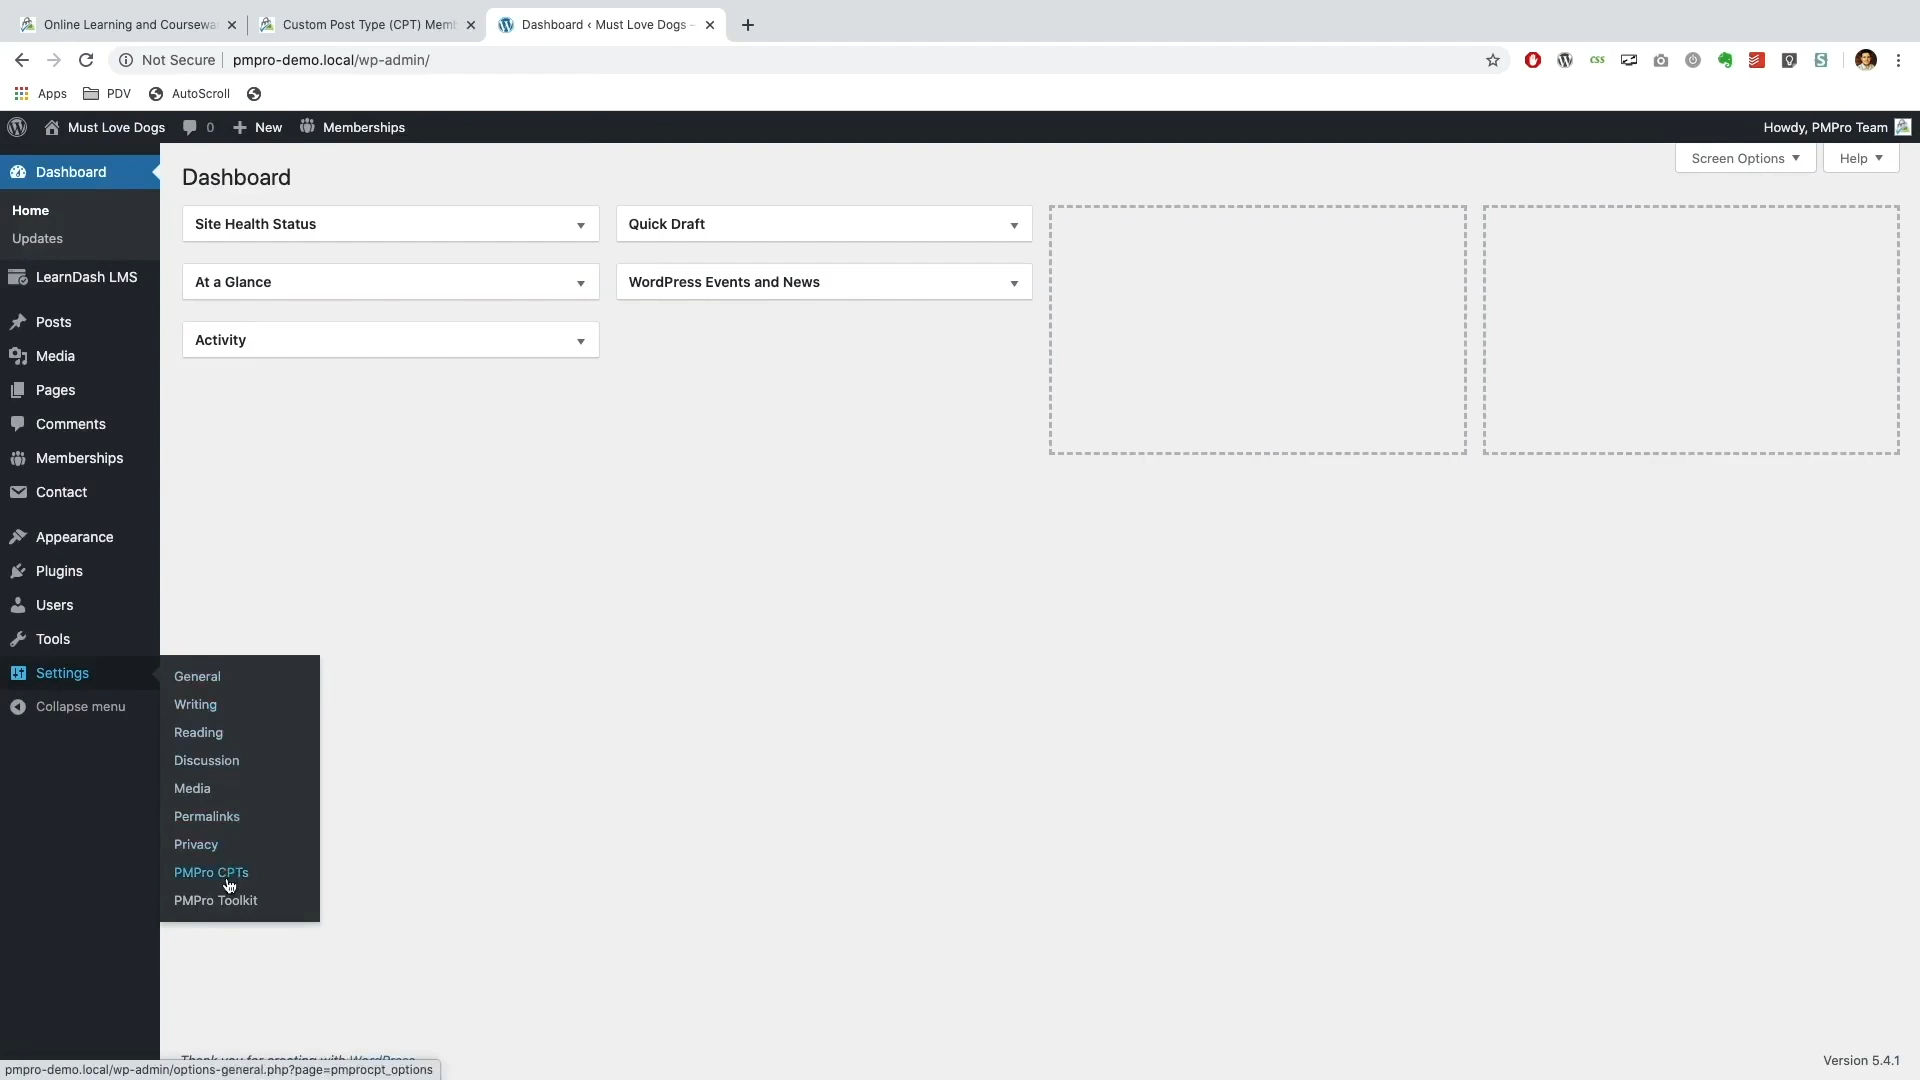 Online Learning and Coursewa
Custom Post Type (CPT) Memb
Dashboard ‹ Must Love Dogs –
Not Secure
pmpro-demo.local/wp-admin/
Apps
PDV
AutoScroll
css
Must Love Dogs
0
New
Memberships
Howdy, PMPro Team
Dashboard
Home
Updates
LearnDash LMS
Posts
Media
Pages
Comments
Memberships
Contact
Appearance
Plugins
Users
Tools
Settings
Collapse menu
Dashboard
Screen Options
Help
Site Health Status
Quick Draft
At a Glance
WordPress Events and News
Activity
General
Writing
Reading
Discussion
Media
Permalinks
Privacy
PMPro CPTs
PMPro Toolkit
Thank you for creating with WordPress
Version 5.4.1
pmpro-demo.local/wp-admin/options-general.php?page=pmprocpt_options